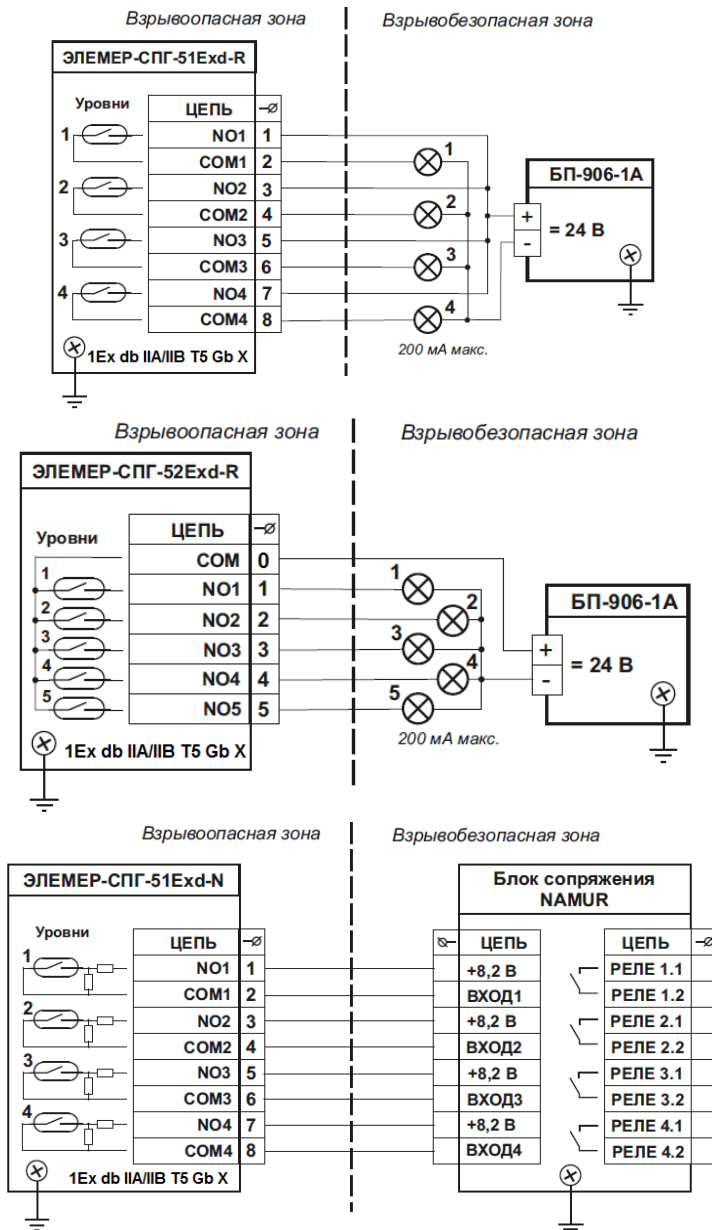 Взрывоопасная зона
Взрывобезопасная зона
ЭЛЕМЕР-СПГ-51Exd-R
Уровни
ЦЕПЬ
1
NO1 1
COM1 2
2
NO2 3
COM2 4
3
NO3 5
COM3 6
4
NO4 7
COM4 8
1Ex db IIA/IIB T5 Gb X
1
2
3
4
200 мА макс.
БП-906-1А
+
-
= 24 В
Взрывоопасная зона
Взрывобезопасная зона
ЭЛЕМЕР-СПГ-52Exd-R
Уровни
ЦЕПЬ
COM 0
1
NO1 1
2
NO2 2
3
NO3 3
4
NO4 4
5
NO5 5
1Ex db IIA/IIB T5 Gb X
1
2
3
4
5
200 мА макс.
БП-906-1А
+
-
= 24 В
Взрывоопасная зона
Взрывобезопасная зона
ЭЛЕМЕР-СПГ-51Exd-N
Уровни
ЦЕПЬ
1
NO1 1
COM1 2
2
NO2 3
COM2 4
3
NO3 5
COM3 6
4
NO4 7
COM4 8
1Ex db IIA/IIB T5 Gb X
Блок сопряжения
NAMUR
ЦЕПЬ
+8,2 В
ВХОД1
+8,2 В
ВХОД2
+8,2 В
ВХОД3
+8,2 В
ВХОД4
ЦЕПЬ
РЕЛЕ 1.1
РЕЛЕ 1.2
РЕЛЕ 2.1
РЕЛЕ 2.2
РЕЛЕ 3.1
РЕЛЕ 3.2
РЕЛЕ 4.1
РЕЛЕ 4.2